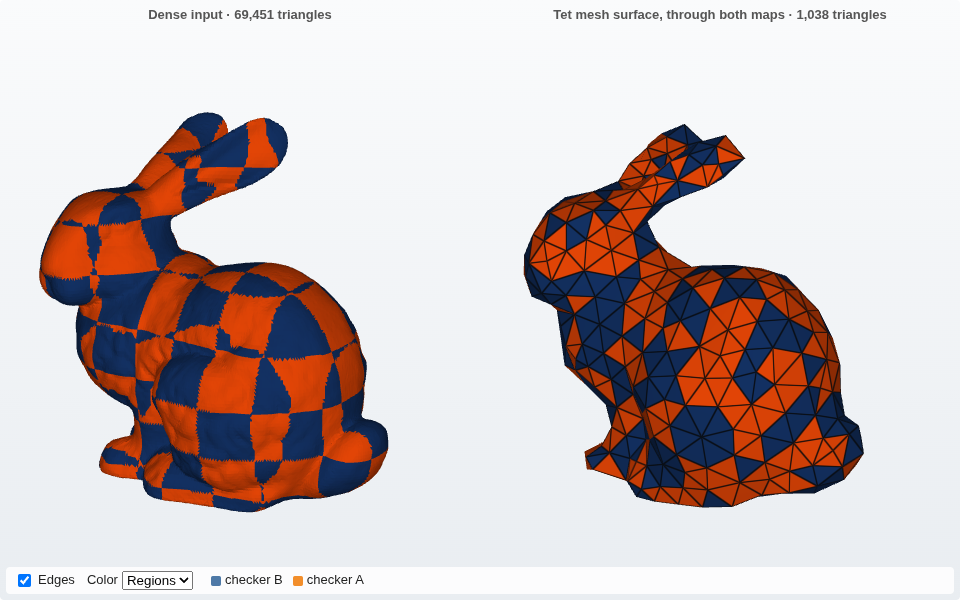 Dense input · 69,451 triangles
Tet mesh surface, through both maps · 1,038 triangles
Edges Color Regions checker B checker A